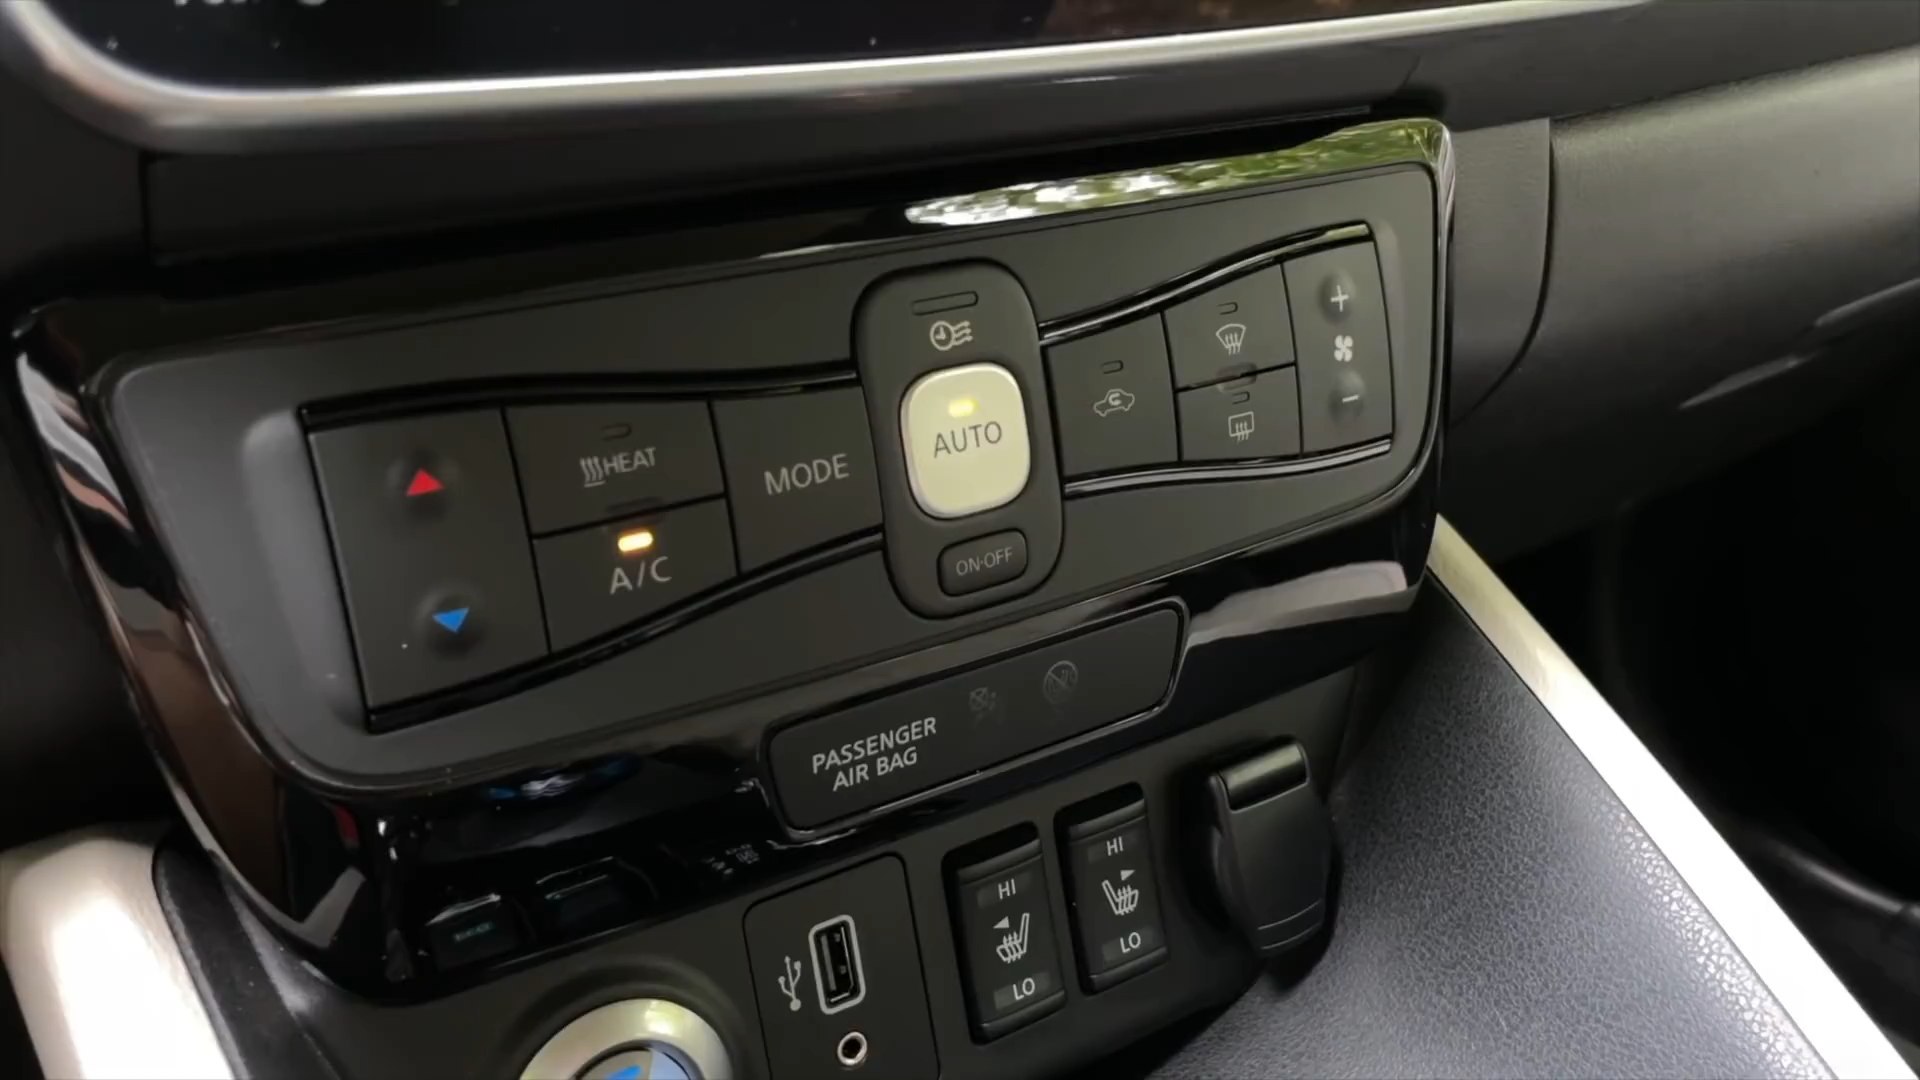 HEAT
A/C
MODE
AUTO
ON·OFF
+
-
PASSENGER
AIR BAG
HI
LO
HI
LO